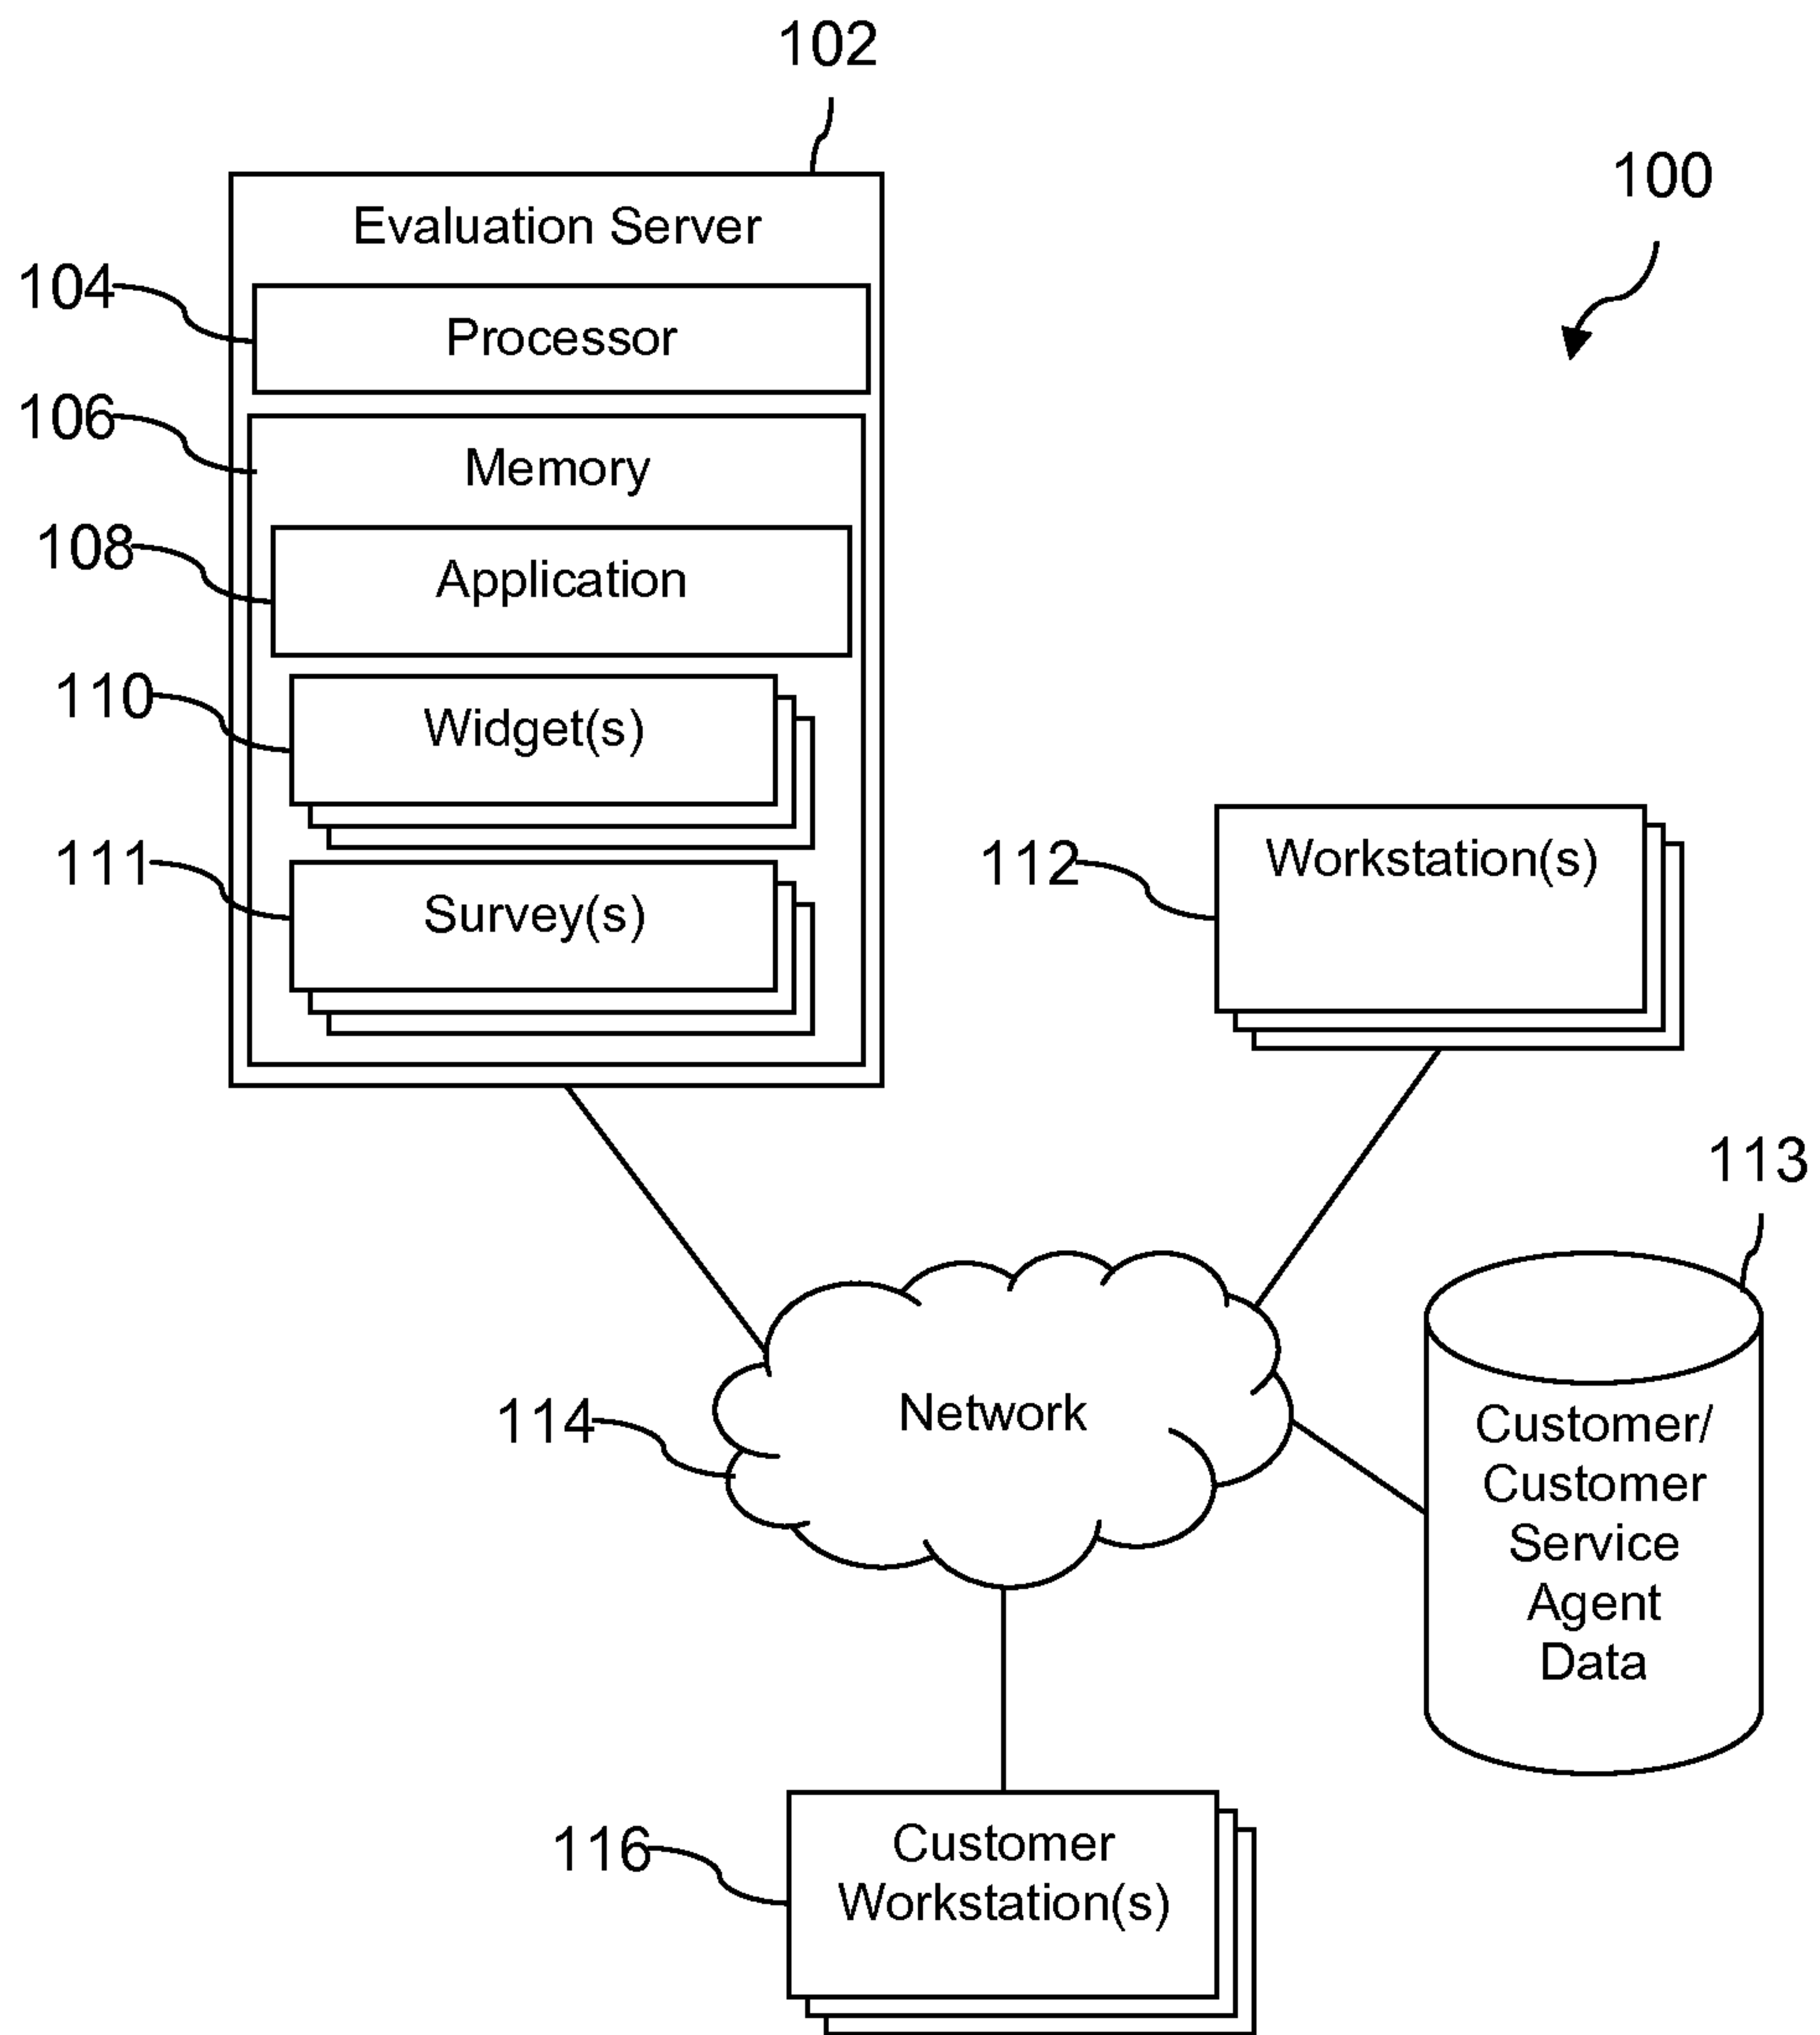 102
100
Evaluation Server
104
Processor
106
Memory
108
Application
110
Widget(s)
111
Survey(s)
112
Workstation(s)
113
114
Network
Customer/
Customer
Service
Agent
Data
116
Customer
Workstation(s)